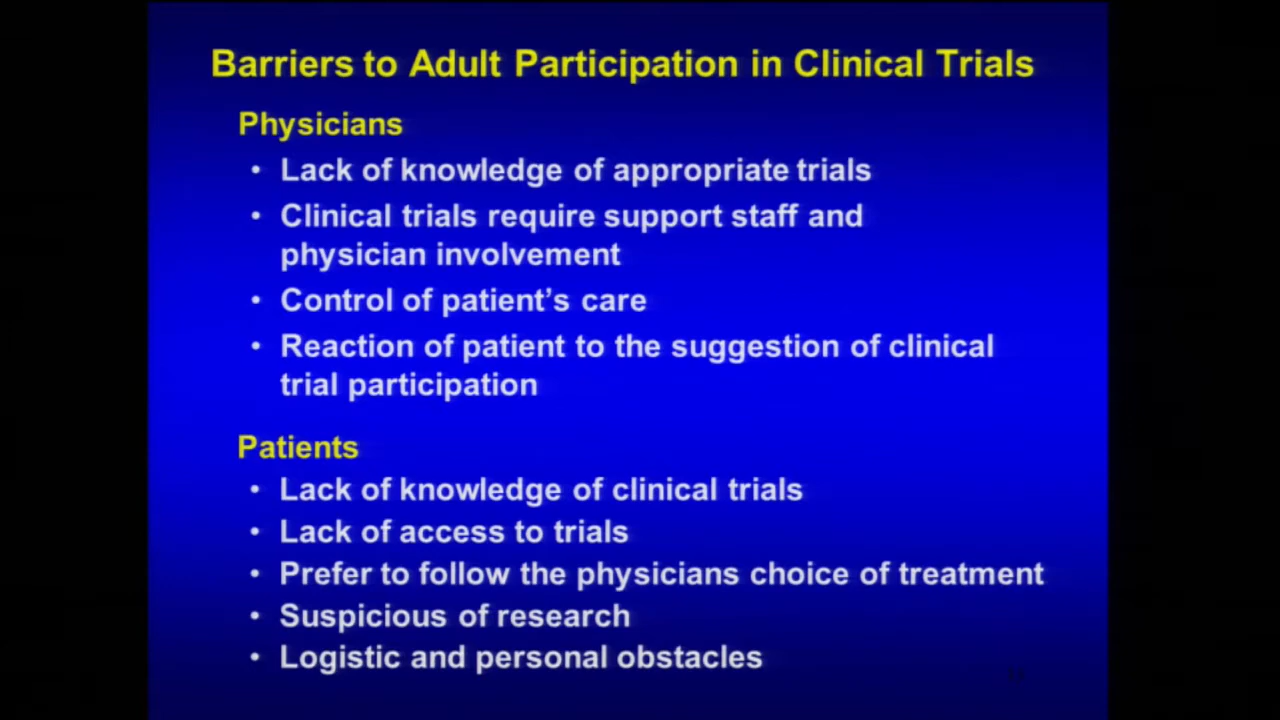 Barriers to Adult Participation in Clinical Trials
Physicians
• Lack of knowledge of appropriate trials
• Clinical trials require support staff and
physician involvement
• Control of patient’s care
• Reaction of patient to the suggestion of clinical
trial participation
Patients
• Lack of knowledge of clinical trials
• Lack of access to trials
• Prefer to follow the physicians choice of treatment
• Suspicious of research
• Logistic and personal obstacles